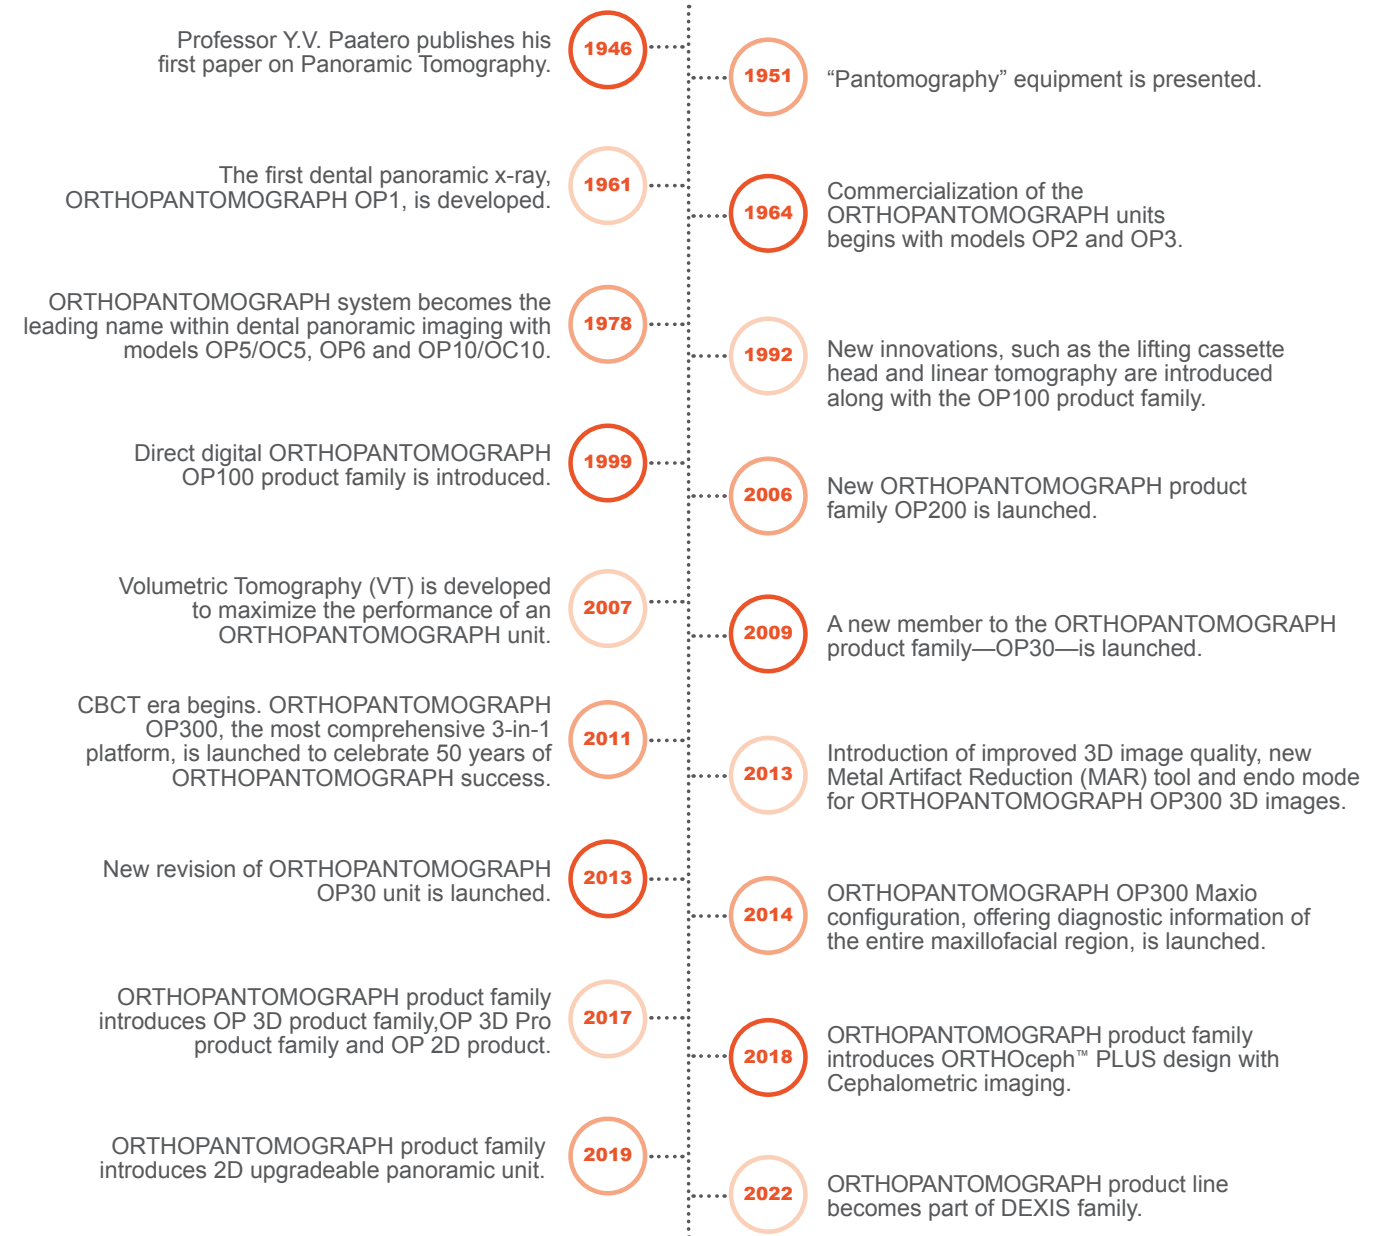 Professor Y.V. Paatero publishes his
first paper on Panoramic Tomography.
1946
1951
“Pantomography” equipment is presented.
The first dental panoramic x-ray,
ORTHOPANTOMOGRAPH OP1, is developed.
1961
1964
Commercialization of the
ORTHOPANTOMOGRAPH units
begins with models OP2 and OP3.
ORTHOPANTOMOGRAPH system becomes the
leading name within dental panoramic imaging with
models OP5/OC5, OP6 and OP10/OC10.
1978
1992
New innovations, such as the lifting cassette
head and linear tomography are introduced
along with the OP100 product family.
Direct digital ORTHOPANTOMOGRAPH
OP100 product family is introduced.
1999
2006
New ORTHOPANTOMOGRAPH product
family OP200 is launched.
Volumetric Tomography (VT) is developed
to maximize the performance of an
ORTHOPANTOMOGRAPH unit.
2007
2009
A new member to the ORTHOPANTOMOGRAPH
product family—OP30—is launched.
CBCT era begins. ORTHOPANTOMOGRAPH
OP300, the most comprehensive 3-in-1
platform, is launched to celebrate 50 years of
ORTHOPANTOMOGRAPH success.
2011
2013
Introduction of improved 3D image quality, new
Metal Artifact Reduction (MAR) tool and endo mode
for ORTHOPANTOMOGRAPH OP300 3D images.
New revision of ORTHOPANTOMOGRAPH
OP30 unit is launched.
2013
2014
ORTHOPANTOMOGRAPH OP300 Maxio
configuration, offering diagnostic information of
the entire maxillofacial region, is launched.
ORTHOPANTOMOGRAPH product family
introduces OP 3D product family,OP 3D Pro
product family and OP 2D product.
2017
2018
ORTHOPANTOMOGRAPH product family
introduces ORTHOceph™ PLUS design with
Cephalometric imaging.
ORTHOPANTOMOGRAPH product family
introduces 2D upgradeable panoramic unit.
2019
2022
ORTHOPANTOMOGRAPH product line
becomes part of DEXIS family.